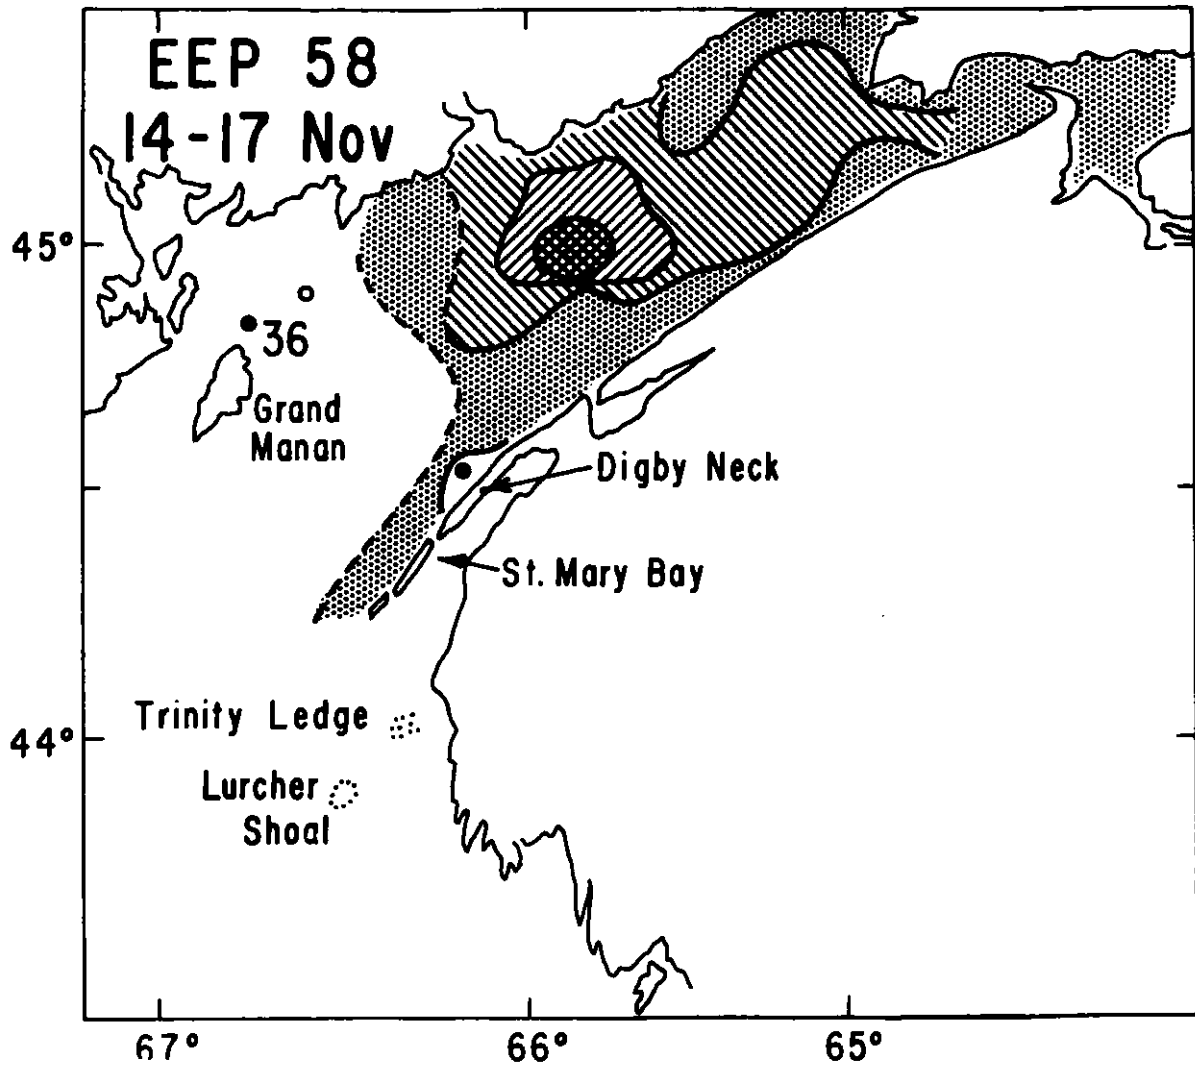 EEP 58
14-17 Nov
45°
36
Grand
Manan
Digby Neck
St. Mary Bay
Trinity Ledge
44°
Lurcher
Shoal
67°
66°
65°